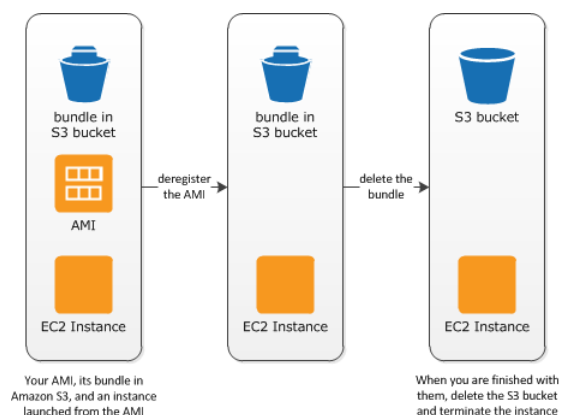 bundle in
S3 bucket
AMI
EC2 Instance
Your AMI, its bundle in
Amazon S3, and an instance
launched from the AMI
deregister
the AMI
bundle in
S3 bucket
EC2 Instance
delete the
bundle
S3 bucket
EC2 Instance
When you are finished with
them, delete the S3 bucket
and terminate the instance